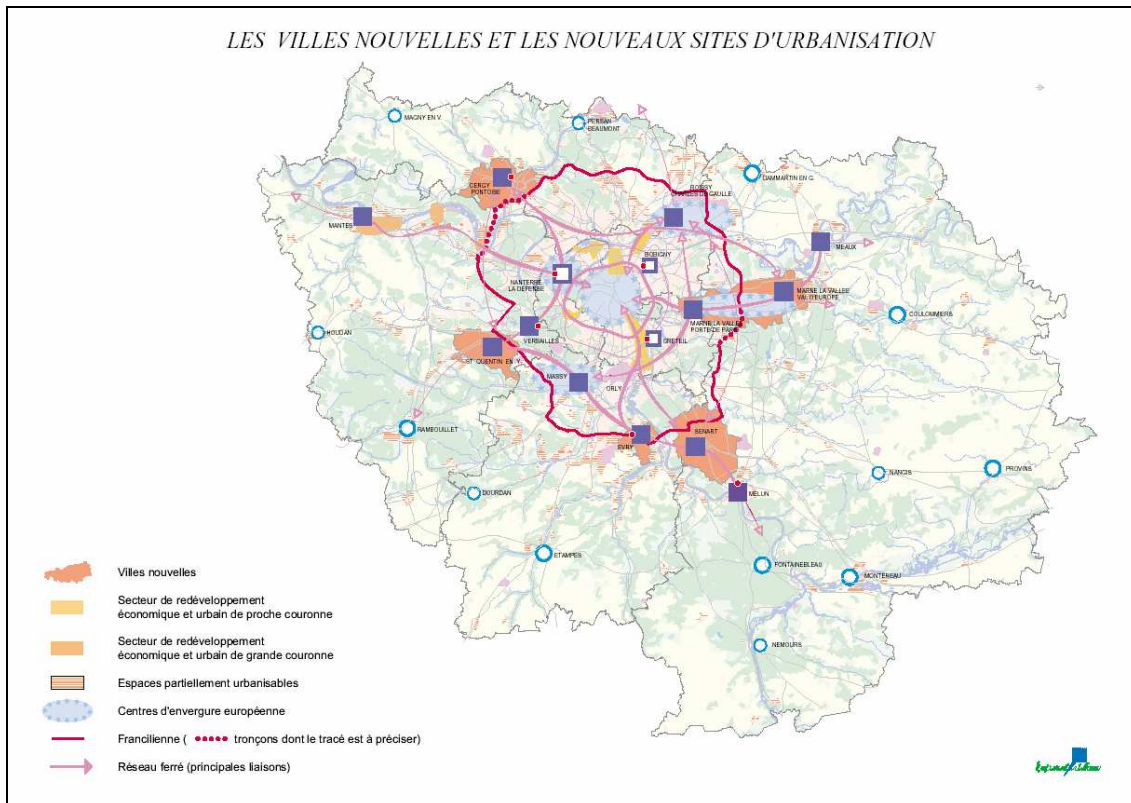 LES VILLES NOUVELLES ET LES NOUVEAUX SITES D'URBANISATION
MAGNY EN V.
PERSAN
BEAUMONT
DAMMARTIN EN G.
CERGY
PONTOISE
ROISSY
CHARLES DE GAULLE
MANTES
MEAUX
BOBIGNY
NANTERRE
LA DEFENSE
MARNE LA VALLEE
VAL D'EUROPE
COULOMMIERS
MARNE LA VALLEE
PORTE DE PARIS
HOUDAN
VERSAILLES
CRETEIL
ST QUENTIN EN Y.
MASSY
ORLY
RAMBOUILLET
SENART
EVRY
NANGIS
PROVINS
DOURDAN
MELUN
ETAMPES
FONTAINEBLEAU
MONTEREAU
NEMOURS
Villes nouvelles
Secteur de redéveloppement
économique et urbain de proche couronne
Secteur de redéveloppement
économique et urbain de grande couronne
Espaces partiellement urbanisables
Centres d'envergure européenne
Francilienne ( tronçons dont le tracé est à préciser)
Réseau ferré (principales liaisons)